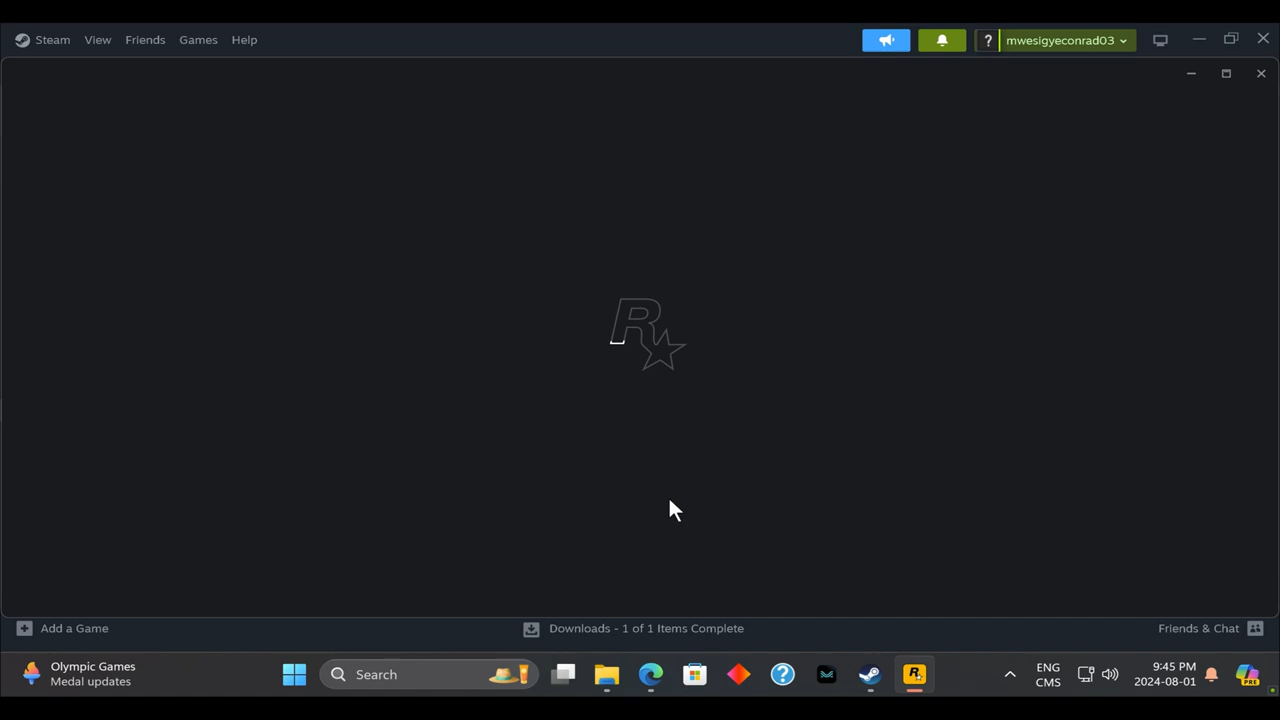 Steam View Friends Games Help ? mwesigyeconrad03
R
Add a Game Downloads - 1 of 1 Items Complete Friends & Chat
Olympic Games
Medal updates
Search
?
R
ENG
CMS
9:45 PM
2024-08-01
PRE